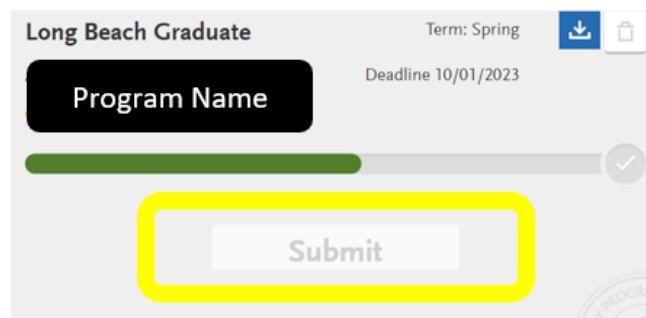 Long Beach Graduate
Term: Spring
Deadline 10/01/2023
Program Name
Submit